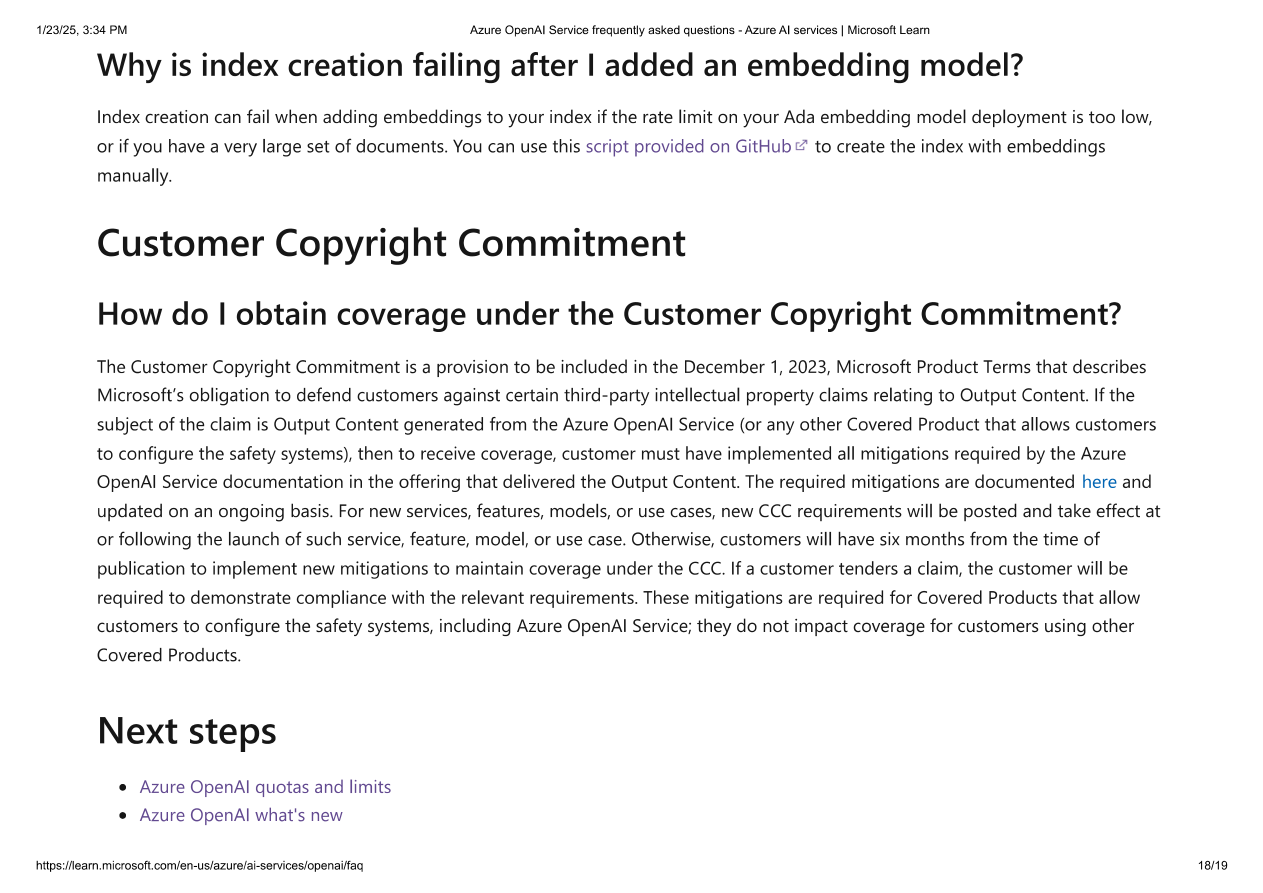 1/23/25, 3:34 PM
Azure OpenAI Service frequently asked questions - Azure AI services | Microsoft Learn
Why is index creation failing after I added an embedding model?
Index creation can fail when adding embeddings to your index if the rate limit on your Ada embedding model deployment is too low,
or if you have a very large set of documents. You can use this script provided on GitHub to create the index with embeddings
manually.
Customer Copyright Commitment
How do I obtain coverage under the Customer Copyright Commitment?
The Customer Copyright Commitment is a provision to be included in the December 1, 2023, Microsoft Product Terms that describes
Microsoft’s obligation to defend customers against certain third-party intellectual property claims relating to Output Content. If the
subject of the claim is Output Content generated from the Azure OpenAI Service (or any other Covered Product that allows customers
to configure the safety systems), then to receive coverage, customer must have implemented all mitigations required by the Azure
OpenAI Service documentation in the offering that delivered the Output Content. The required mitigations are documented here and
updated on an ongoing basis. For new services, features, models, or use cases, new CCC requirements will be posted and take effect at
or following the launch of such service, feature, model, or use case. Otherwise, customers will have six months from the time of
publication to implement new mitigations to maintain coverage under the CCC. If a customer tenders a claim, the customer will be
required to demonstrate compliance with the relevant requirements. These mitigations are required for Covered Products that allow
customers to configure the safety systems, including Azure OpenAI Service; they do not impact coverage for customers using other
Covered Products.
Next steps
• Azure OpenAI quotas and limits
• Azure OpenAI what's new
https://learn.microsoft.com/en-us/azure/ai-services/openai/faq
18/19